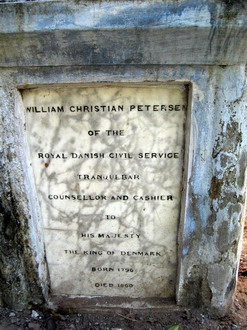 WILLIAM CHRISTIAN PETERSEN
OF THE
ROYAL DANISH CIVIL SERVICE
TRANQUEBAR
COUNSELLOR AND CASHIER
TO
HIS MAJESTY
THE KING OF DENMARK
BORN 1796
DIED